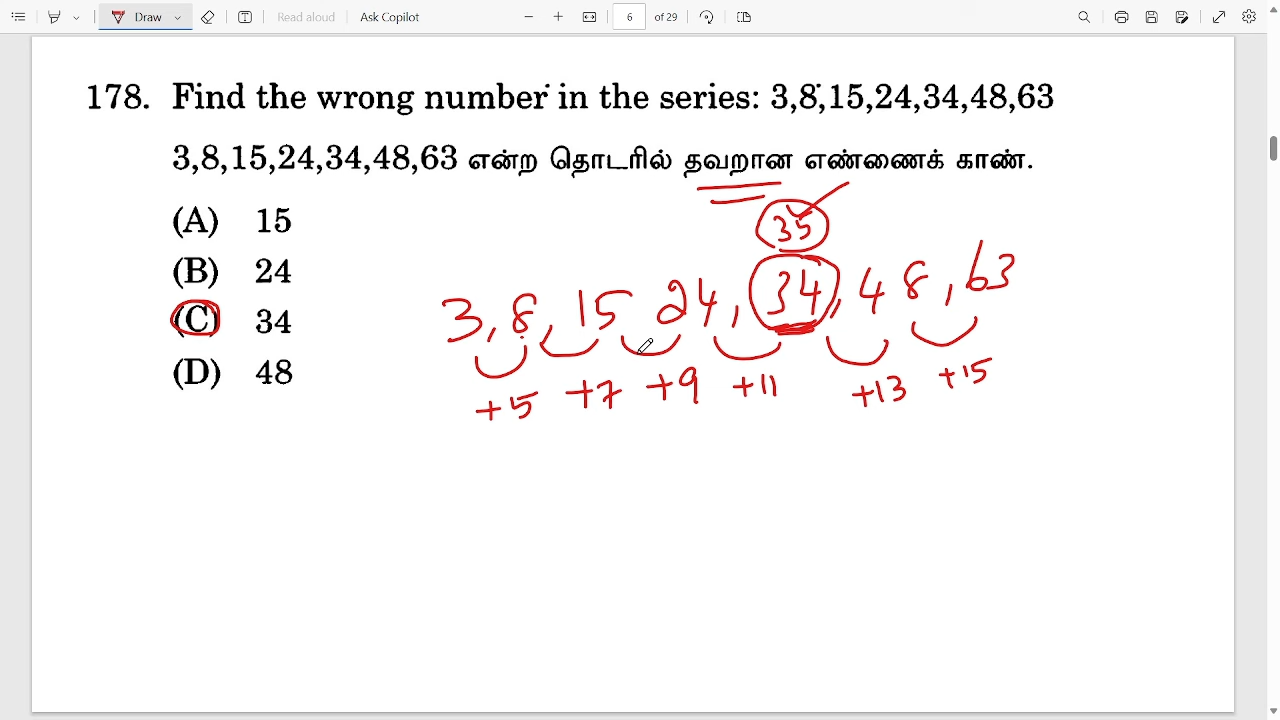 Draw Read aloud Ask Copilot 6 of 29
178. Find the wrong number in the series: 3,8,15,24,34,48,63
3,8,15,24,34,48,63 என்ற தொடரில் தவறான எண்ணைக் காண்.
(A) 15
(B) 24
(C) 34
(D) 48
35
3, 8, 15 24, 34, 48, 63
+5 +7 +9 +11 +13 +15